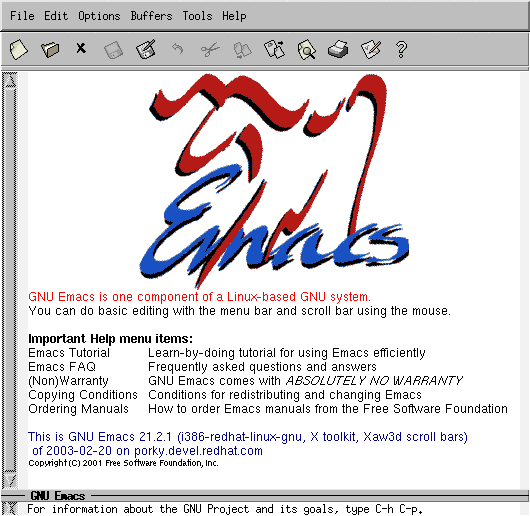 File Edit Options Buffers Tools Help
Emacs
GNU Emacs is one component of a Linux-based GNU system.
You can do basic editing with the menu bar and scroll bar using the mouse.
Important Help menu items:
Emacs Tutorial Learn-by-doing tutorial for using Emacs efficiently
Emacs FAQ Frequently asked questions and answers
(Non)Warranty GNU Emacs comes with ABSOLUTELY NO WARRANTY
Copying Conditions Conditions for redistributing and changing Emacs
Ordering Manuals How to order Emacs manuals from the Free Software Foundation
This is GNU Emacs 21.2.1 (i386-redhat-linux-gnu, X toolkit, Xaw3d scroll bars)
of 2003-02-20 on porky.devel.redhat.com
Copyright (C) 2001 Free Software Foundation, Inc.
GNU Emacs
For information about the GNU Project and its goals, type C-h C-p.